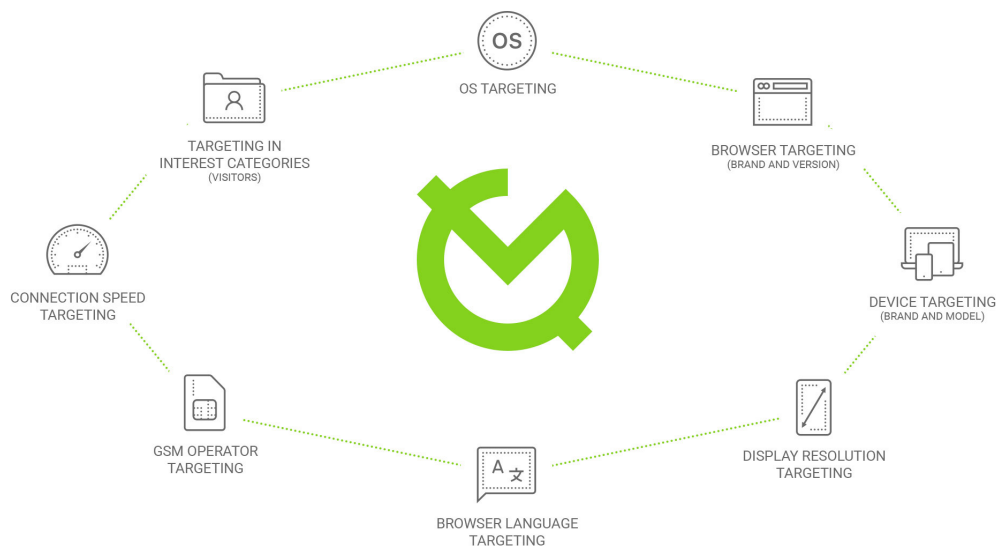 OS
OS TARGETING
TARGETING IN
INTEREST CATEGORIES
(VISITORS)
BROWSER TARGETING
(BRAND AND VERSION)
CONNECTION SPEED
TARGETING
DEVICE TARGETING
(BRAND AND MODEL)
GSM OPERATOR
TARGETING
DISPLAY RESOLUTION
TARGETING
A 文
BROWSER LANGUAGE
TARGETING